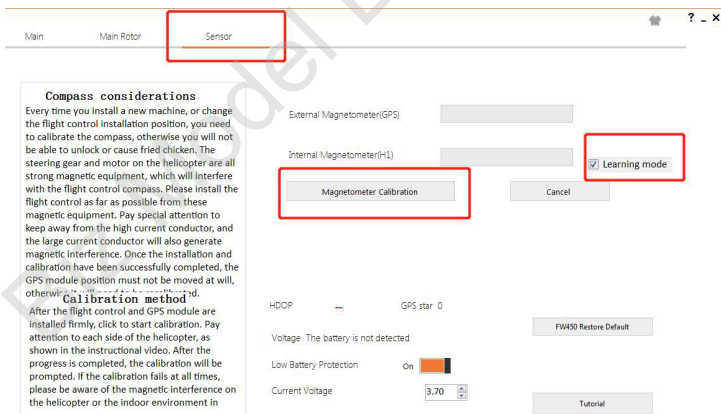 ? _ x
Main Main Rotor Sensor
Compass considerations
Every time you install a new machine, or change
the flight control installation position, you need
to calibrate the compass, otherwise you will not
be able to unlock or cause fried chicken. The
steering gear and motor on the helicopter are all
strong magnetic equipment, which will interfere
with the flight control compass. Please install the
flight control as far as possible from these
magnetic equipment. Pay special attention to
keep away from the high current conductor, and
the large current conductor will also generate
magnetic interference. Once the installation and
calibration have been successfully completed, the
GPS module position must not be moved at will,
otherwise
Calibration method
After the flight control and GPS module are
installed firmly, click to start calibration. Pay
attention to each side of the helicopter, as
shown in the instructional video. After the
progress is completed, the calibration will be
prompted. If the calibration fails at all times,
please be aware of the magnetic interference on
the helicopter or the indoor environment in
External Magnetometer(GPS)
Internal Magnetometer(H1)
Learning mode
Magnetometer Calibration
Cancel
HDOP -- GPS star 0
FW450 Restore Default
Voltage The battery is not detected
Low Battery Protection On
Current Voltage 3.70
Tutorial
Biz Model